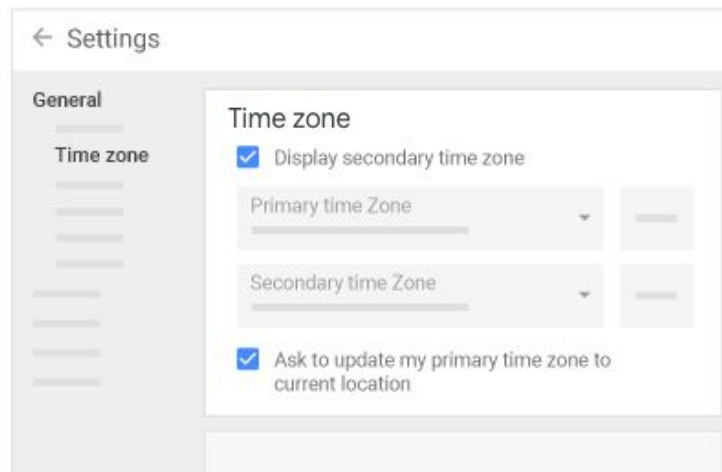 Settings
General
Time zone
Time zone
Display secondary time zone
Primary time Zone
Secondary time Zone
Ask to update my primary time zone to
current location